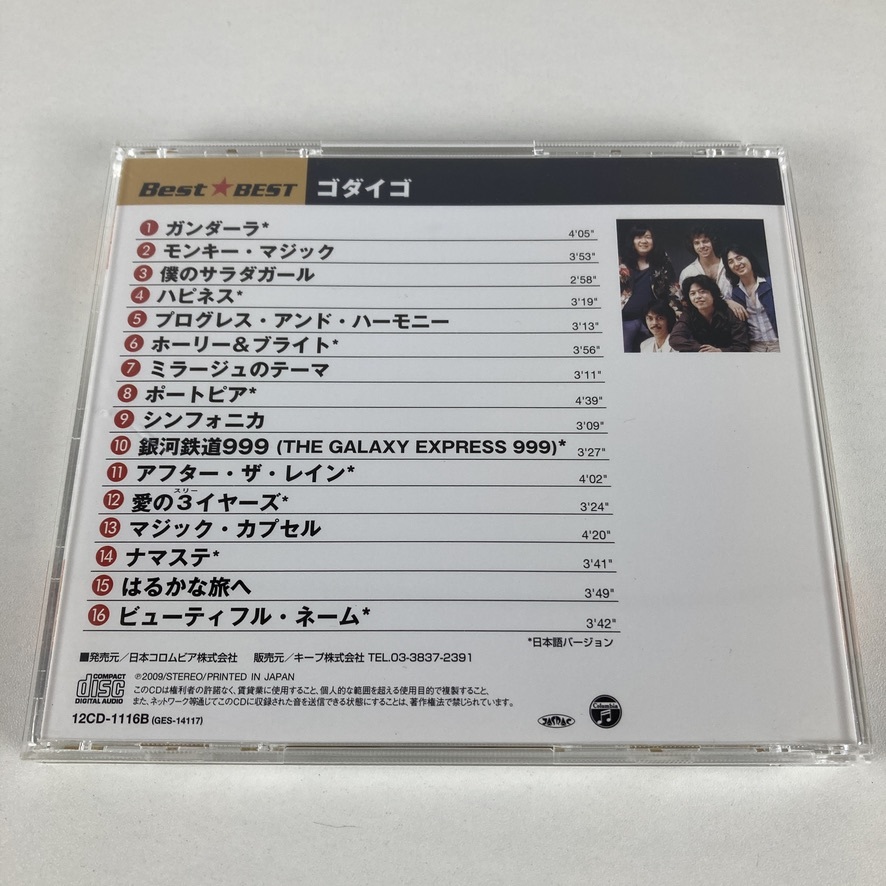 Best★BEST ゴダイゴ
1 ガンダーラ* 4'05"
2 モンキー・マジック 3'53"
3 僕のサラダガール 2'58"
4 ハピネス* 3'19"
5 プログレス・アンド・ハーモニー 3'13"
6 ホーリー＆ブライト* 3'56"
7 ミラージュのテーマ 3'11"
8 ポートピア* 4'39"
9 シンフォニカ 3'09"
10 銀河鉄道999 (THE GALAXY EXPRESS 999)* 3'27"
11 アフター・ザ・レイン* 4'02"
スリー
12 愛の3イヤーズ* 3'24"
13 マジック・カプセル 4'20"
14 ナマステ* 3'41"
15 はるかな旅へ 3'49"
16 ビューティフル・ネーム* 3'42"
*日本語バージョン
■発売元／日本コロムビア株式会社 販売元／キープ株式会社 TEL.03-3837-2391
COMPACT disc DIGITAL AUDIO
℗2009/STEREO/PRINTED IN JAPAN
このCDは権利者の許諾なく、賃貸業に使用すること、個人的な範囲を超える使用目的で複製すること、
また、ネットワーク等通じてこのCDに収録された音を送信できる状態にすることは、著作権法で禁じられています。
12CD-1116B (GES-14117)
JASRAC
Columbia